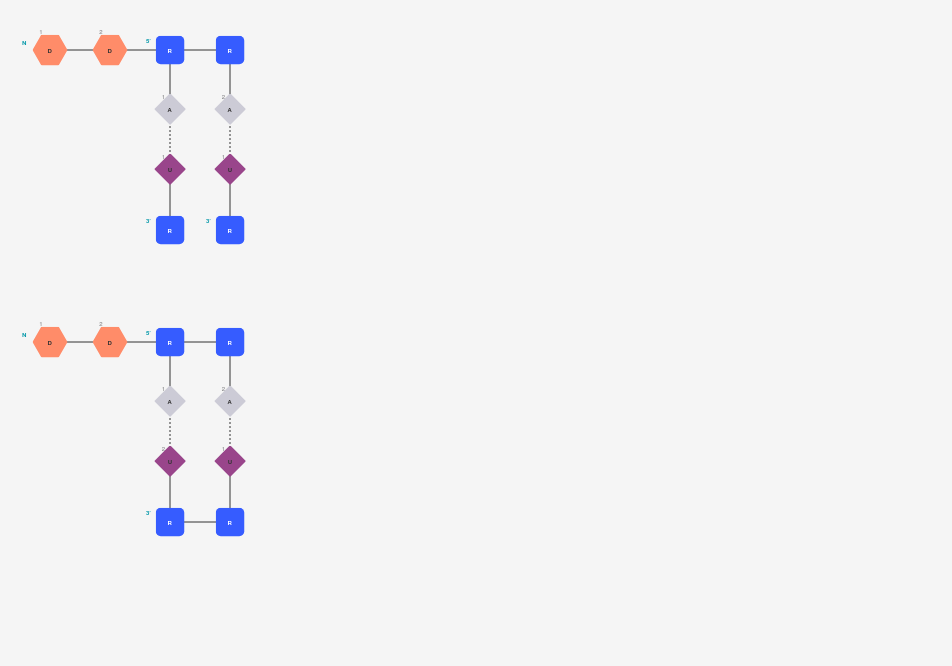 1 2
N D D 5' R R
1 A 2 A
1 U 1 U
3' R 3' R
1 2
N D D 5' R R
1 A 2 A
2 U 1 U
3' R R